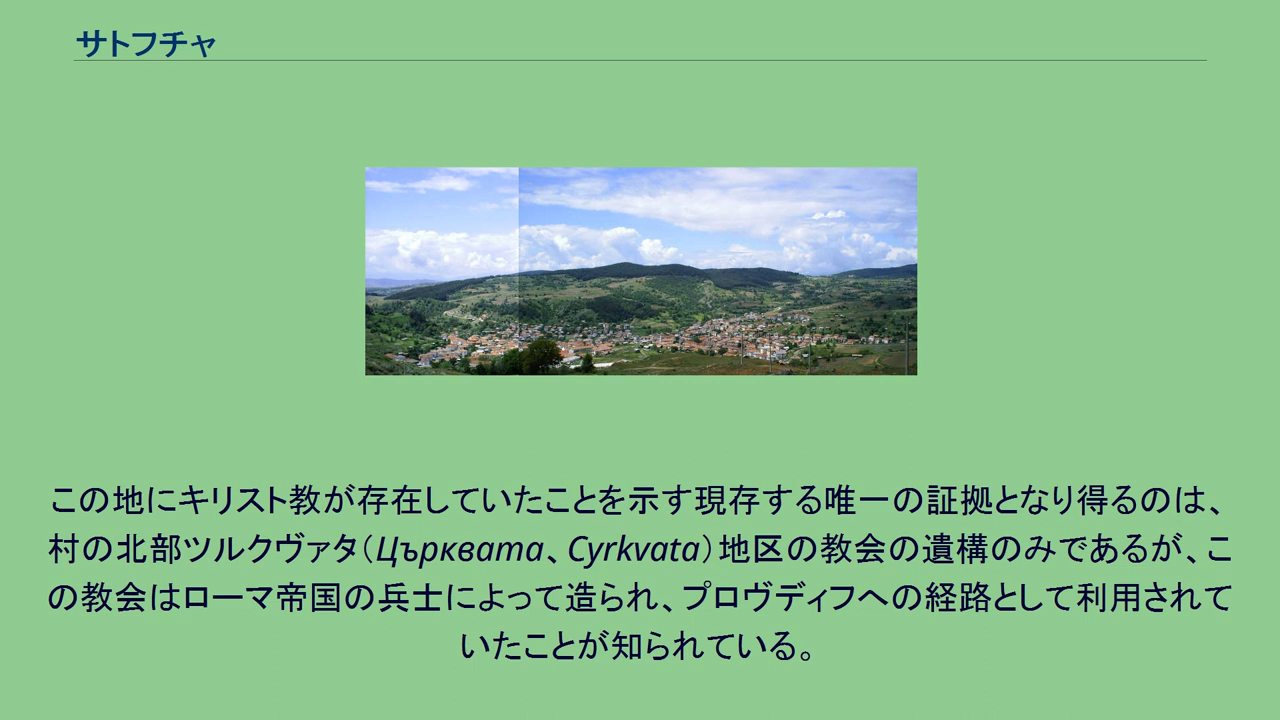 サトフチャ
この地にキリスト教が存在していたことを示す現存する唯一の証拠となり得るのは、
村の北部ツルクヴァタ（Църквата、Cyrkvata）地区の教会の遺構のみであるが、こ
の教会はローマ帝国の兵士によって造られ、プロヴディフへの経路として利用されて
いたことが知られている。